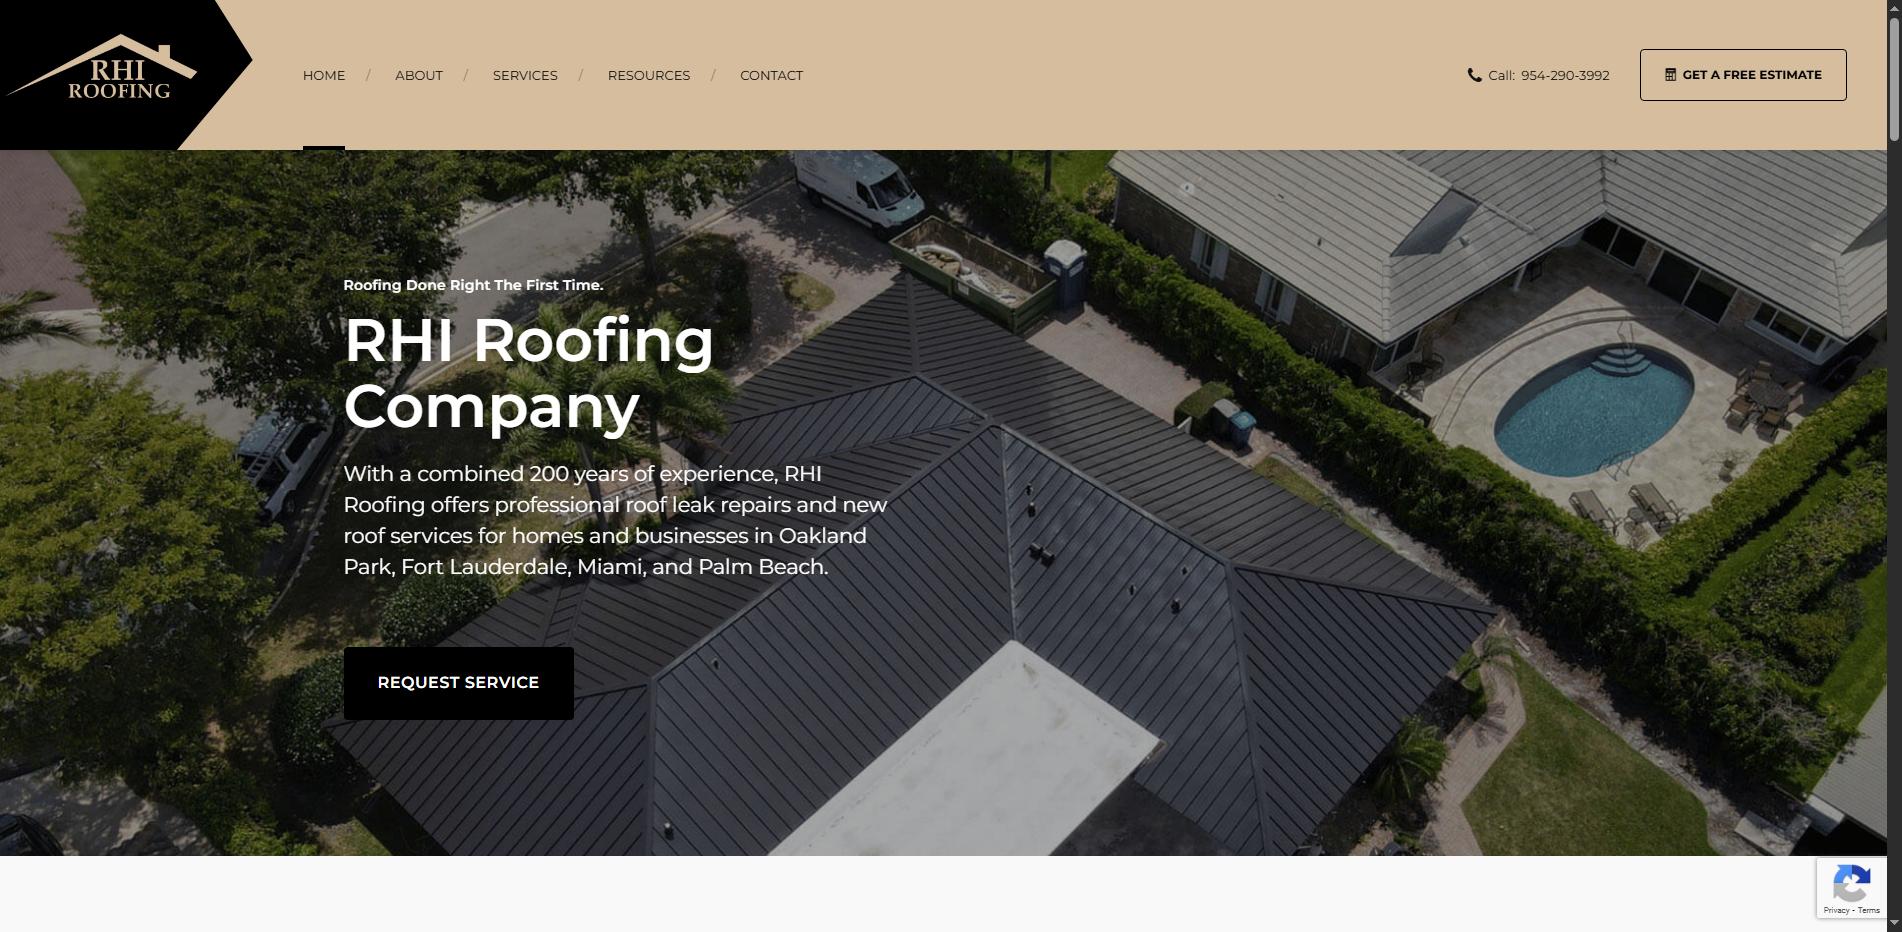 RHI
ROOFING
HOME / ABOUT / SERVICES / RESOURCES / CONTACT
Call: 954-290-3992
GET A FREE ESTIMATE
Roofing Done Right The First Time.
RHI Roofing
Company
With a combined 200 years of experience, RHI
Roofing offers professional roof leak repairs and new
roof services for homes and businesses in Oakland
Park, Fort Lauderdale, Miami, and Palm Beach.
REQUEST SERVICE
Privacy - Terms